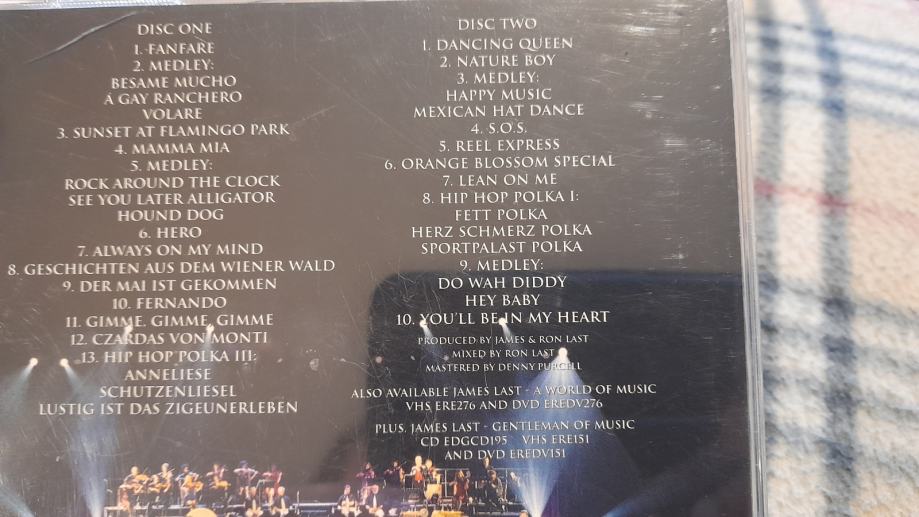 DISC ONE
1. FANFARE
2. MEDLEY:
BESAME MUCHO
A GAY RANCHERO
VOLARE
3. SUNSET AT FLAMINGO PARK
4. MAMMA MIA
5. MEDLEY:
ROCK AROUND THE CLOCK
SEE YOU LATER ALLIGATOR
HOUND DOG
6. HERO
7. ALWAYS ON MY MIND
8. GESCHICHTEN AUS DEM WIENER WALD
9. DER MAI IST GEKOMMEN
10. FERNANDO
11. GIMME, GIMME, GIMME
12. CZARDAS VON MONTI
13. HIP HOP POLKA III:
ANNELIESE
SCHUTZENLIESEL
LUSTIG IST DAS ZIGEUNERLEBEN
DISC TWO
1. DANCING QUEEN
2. NATURE BOY
3. MEDLEY:
HAPPY MUSIC
MEXICAN HAT DANCE
4. S.O.S.
5. REEL EXPRESS
6. ORANGE BLOSSOM SPECIAL
7. LEAN ON ME
8. HIP HOP POLKA I:
FETT POLKA
HERZ SCHMERZ POLKA
SPORTPALAST POLKA
9. MEDLEY:
DO WAH DIDDY
HEY BABY
10. YOU'LL BE IN MY HEART
PRODUCED BY JAMES & RON LAST
MIXED BY RON LAST
MASTERED BY DENNY PURCELL
ALSO AVAILABLE JAMES LAST - A WORLD OF MUSIC
VHS ERE276 AND DVD EREDV276
PLUS, JAMES LAST - GENTLEMAN OF MUSIC
CD EDGCD195 VHS ERE151
AND DVD EREDV151